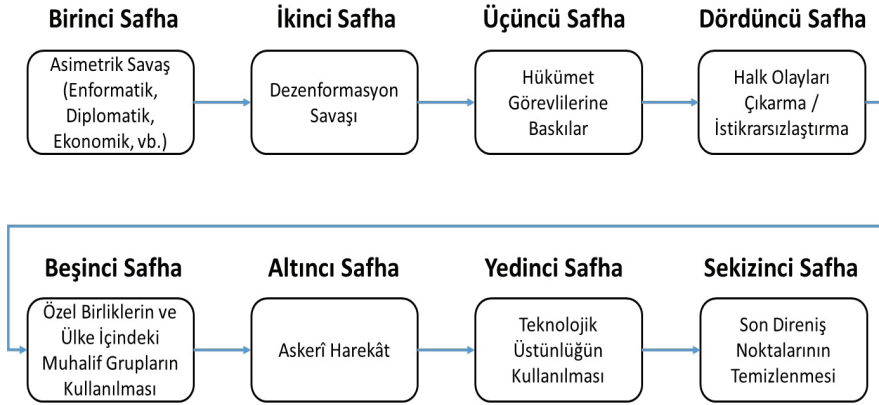 Birinci Safha
Asimetrik Savaş
(Enformatik,
Diplomatik,
Ekonomik, vb.)
İkinci Safha
Dezenformasyon
Savaşı
Üçüncü Safha
Hükümet
Görevlilerine
Baskılar
Dördüncü Safha
Halk Olayları
Çıkarma /
İstikrarsızlaştırma
Beşinci Safha
Özel Birliklerin ve
Ülke İçindeki
Muhalif Grupların
Kullanılması
Altıncı Safha
Askerî Harekât
Yedinci Safha
Teknolojik
Üstünlüğün
Kullanılması
Sekizinci Safha
Son Direniş
Noktalarının
Temizlenmesi